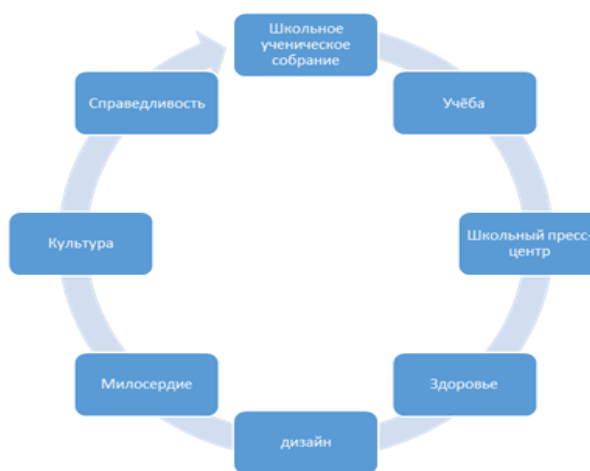 Школьное
ученическое
собрание
Учёба
Школьный пресс-
центр
Здоровье
дизайн
Милосердие
Культура
Справедливость